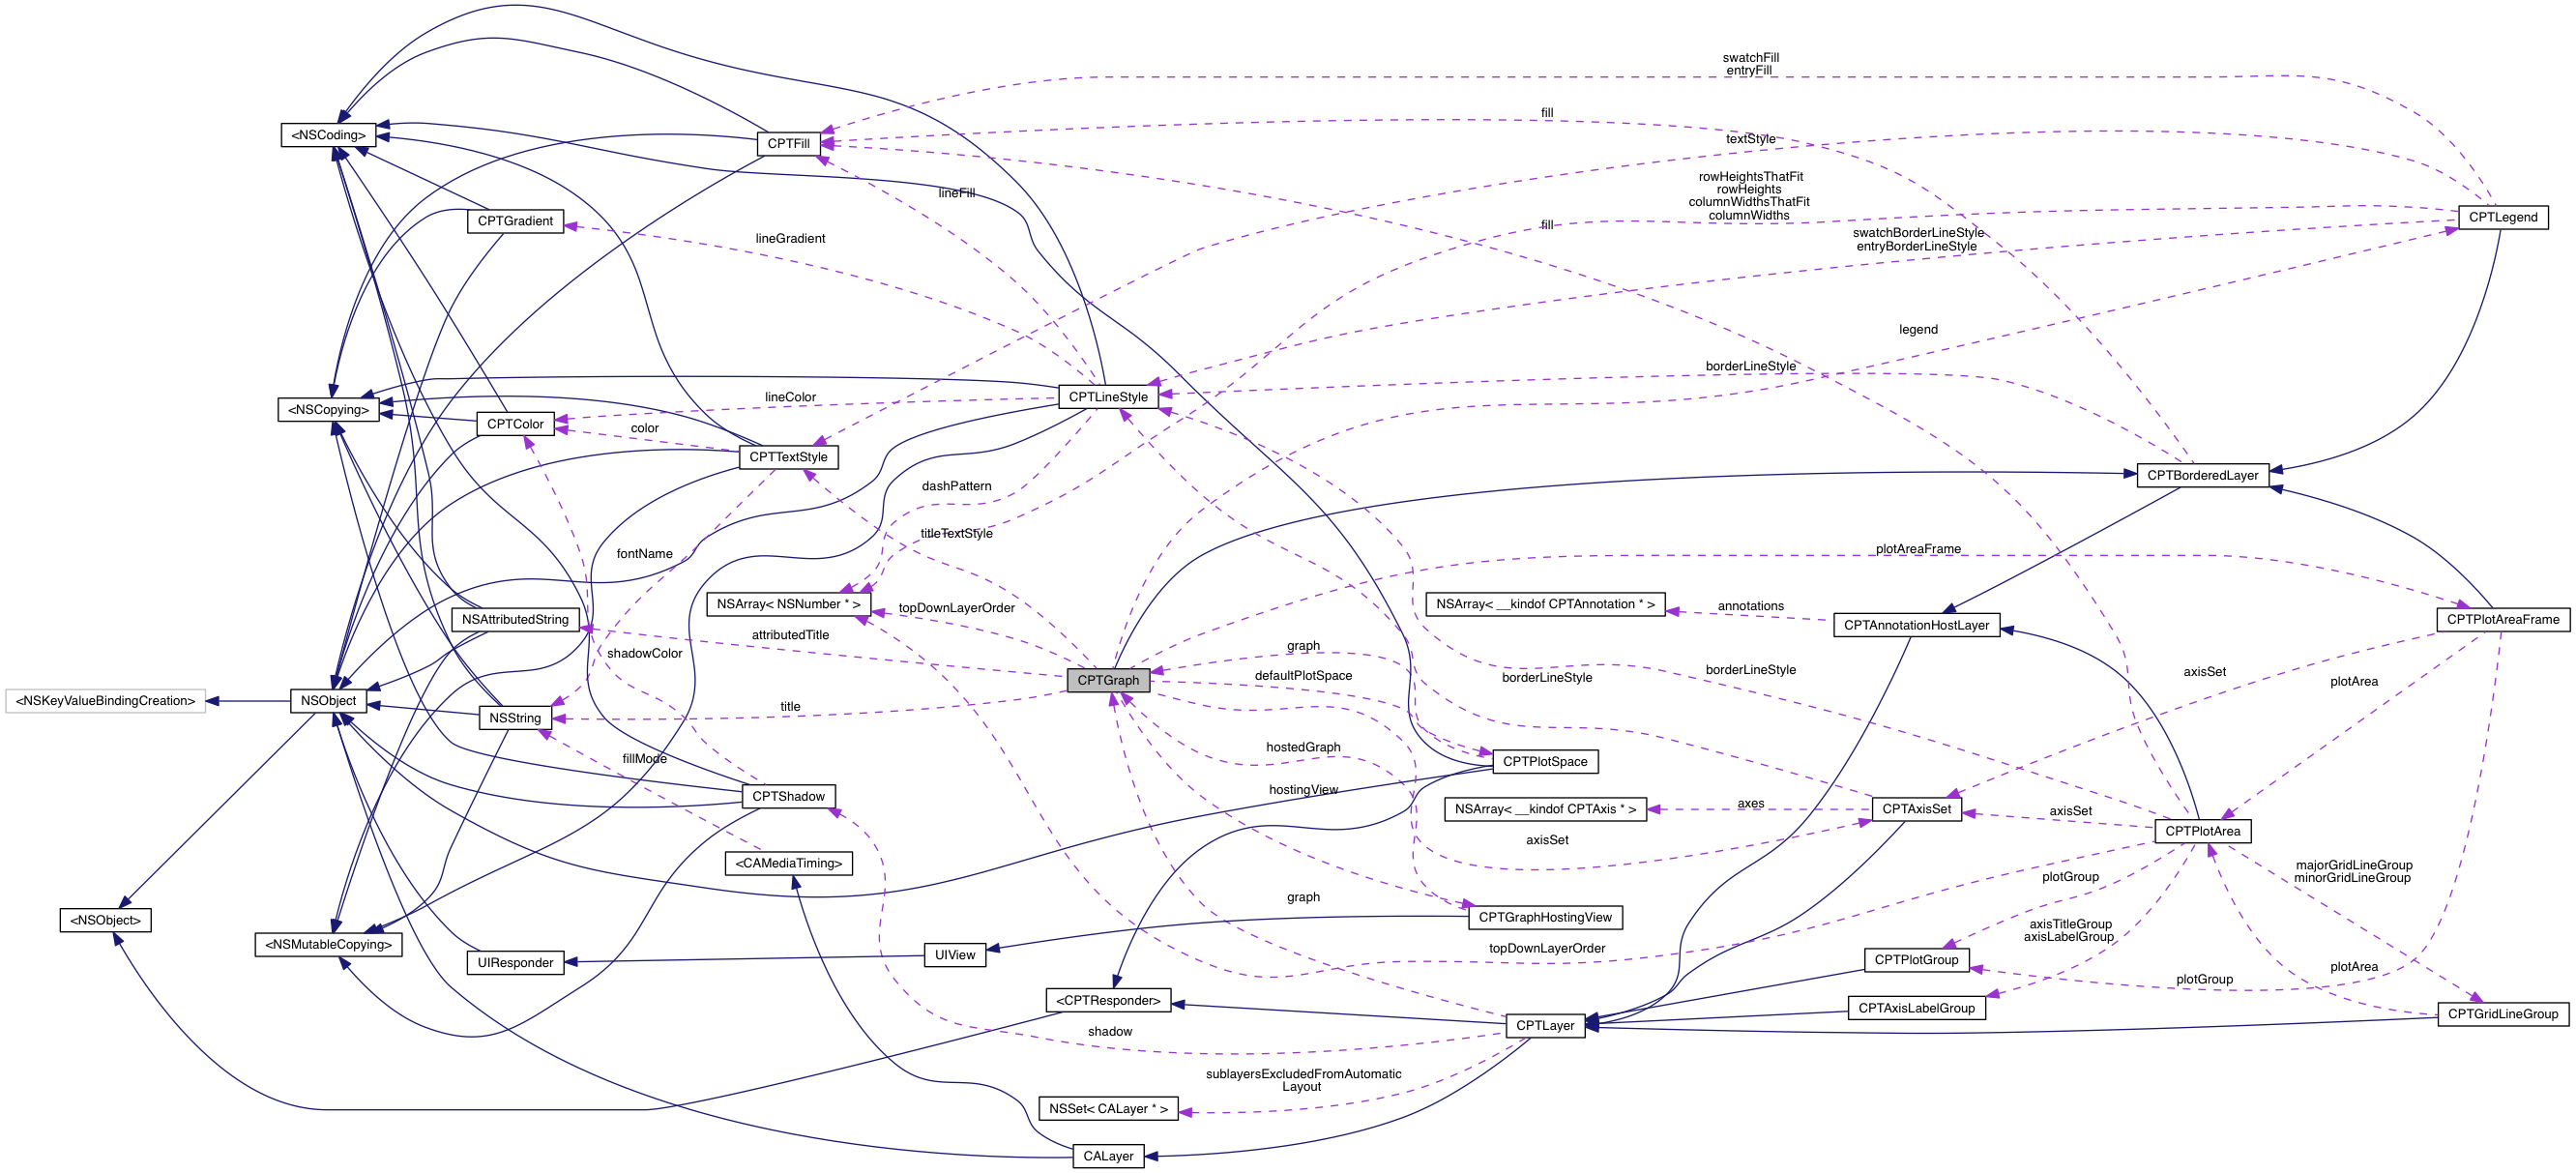 swatchFill
entryFill
fill
<NSCoding>
CPTFill
textStyle
rowHeightsThatFit
rowHeights
columnWidthsThatFit
columnWidths
lineFill
CPTGradient
fill
CPTLegend
lineGradient
swatchBorderLineStyle
entryBorderLineStyle
legend
borderLineStyle
<NSCopying>
CPTLineStyle
lineColor
CPTColor
color
CPTTextStyle
CPTBorderedLayer
dashPattern
titleTextStyle
fontName
plotAreaFrame
NSArray< NSNumber * >
NSArray< __kindof CPTAnnotation * >
annotations
topDownLayerOrder
NSAttributedString
CPTAnnotationHostLayer
CPTPlotAreaFrame
attributedTitle
shadowColor
graph
borderLineStyle
axisSet
defaultPlotSpace
borderLineStyle
CPTGraph
plotArea
<NSKeyValueBindingCreation>
NSObject
title
NSString
hostedGraph
fillMode
CPTPlotSpace
hostingView
CPTShadow
NSArray< __kindof CPTAxis * >
axes
CPTAxisSet
axisSet
CPTPlotArea
axisSet
<CAMediaTiming>
majorGridLineGroup
minorGridLineGroup
plotGroup
graph
<NSObject>
CPTGraphHostingView
axisTitleGroup
axisLabelGroup
<NSMutableCopying>
UIResponder
UIView
topDownLayerOrder
CPTPlotGroup
plotArea
plotGroup
<CPTResponder>
CPTAxisLabelGroup
CPTGridLineGroup
CPTLayer
shadow
sublayersExcludedFromAutomatic
Layout
NSSet< CALayer * >
CALayer